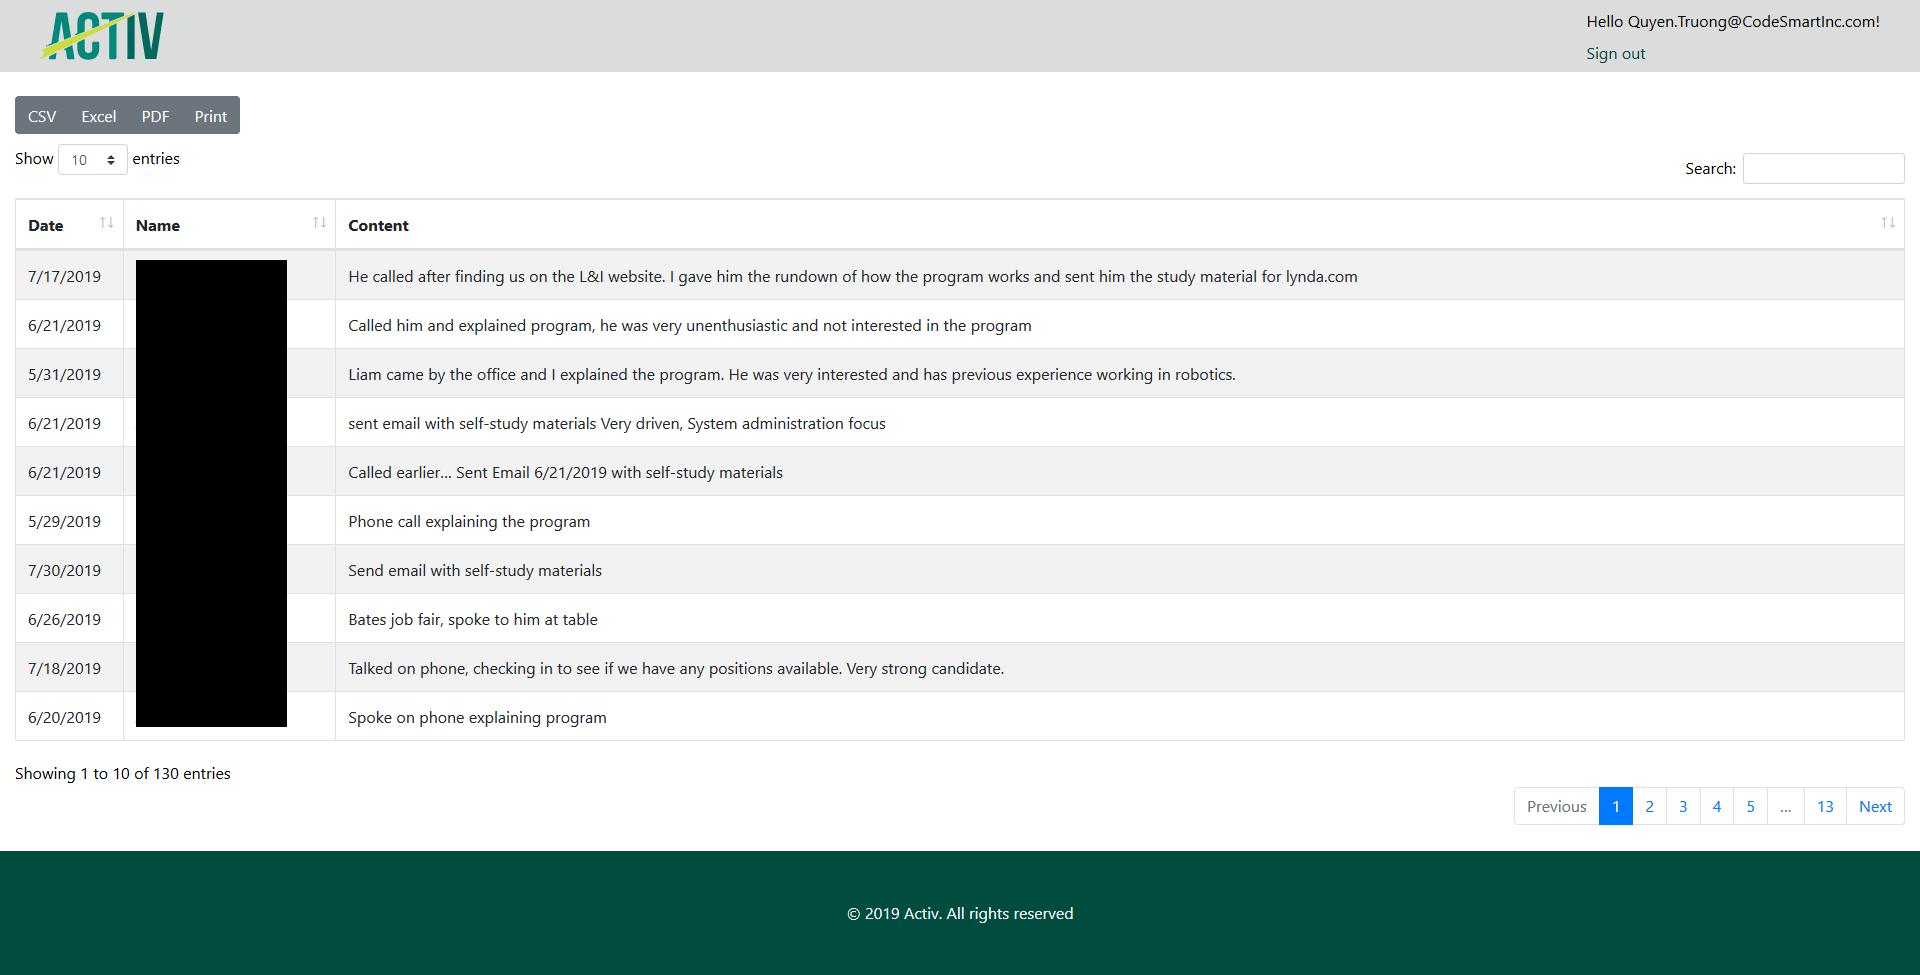 ACTIV
Hello Quyen.Truong@CodeSmartInc.com!
Sign out
CSV Excel PDF Print
Show 10 entries
Search:
Date Name Content
7/17/2019 He called after finding us on the L&I website. I gave him the rundown of how the program works and sent him the study material for lynda.com
6/21/2019 Called him and explained program, he was very unenthusiastic and not interested in the program
5/31/2019 Liam came by the office and I explained the program. He was very interested and has previous experience working in robotics.
6/21/2019 sent email with self-study materials Very driven, System administration focus
6/21/2019 Called earlier... Sent Email 6/21/2019 with self-study materials
5/29/2019 Phone call explaining the program
7/30/2019 Send email with self-study materials
6/26/2019 Bates job fair, spoke to him at table
7/18/2019 Talked on phone, checking in to see if we have any positions available. Very strong candidate.
6/20/2019 Spoke on phone explaining program
Showing 1 to 10 of 130 entries
Previous 1 2 3 4 5 ... 13 Next
© 2019 Activ. All rights reserved